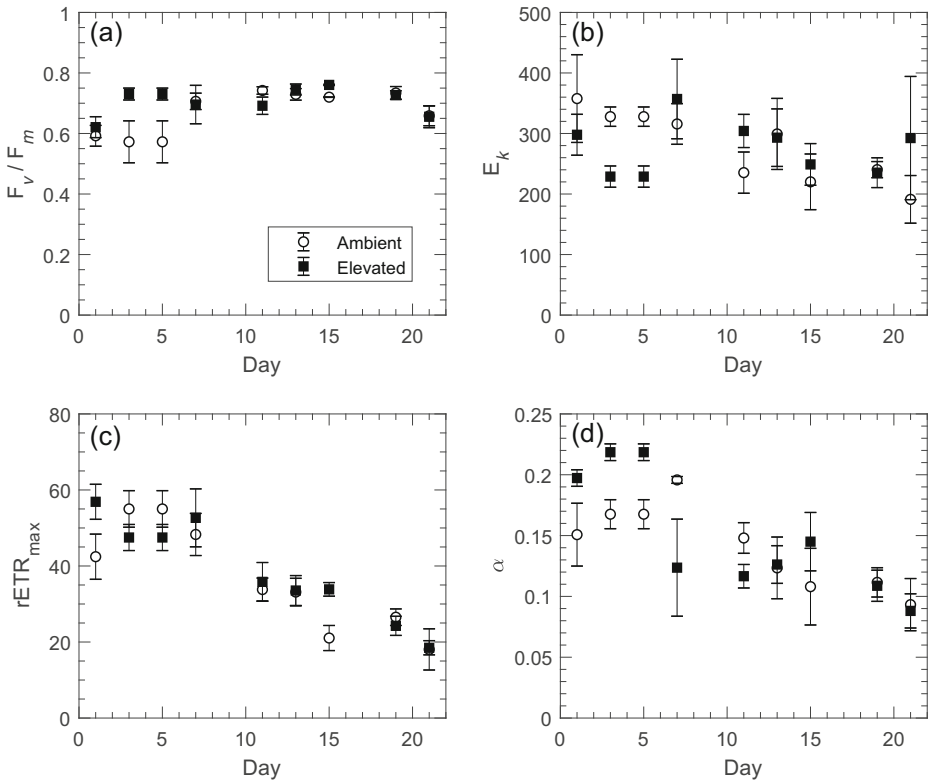 (a)
F_v / F_m
1
0.8
0.6
0.4
0.2
0
Ambient
Elevated
0 5 10 15 20
Day
(b)
E_k
500
400
300
200
100
0
0 5 10 15 20
Day
(c)
rETR_max
80
60
40
20
0
0 5 10 15 20
Day
(d)
α
0.25
0.2
0.15
0.1
0.05
0
0 5 10 15 20
Day